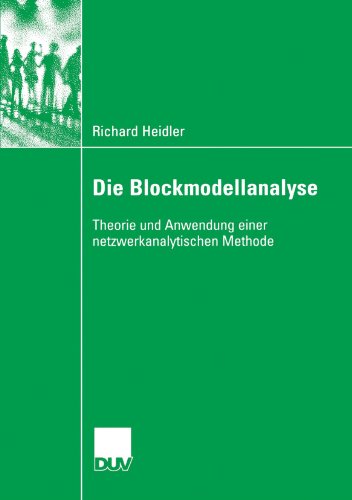 Richard Heidler
Die Blockmodellanalyse
Theorie und Anwendung einer
netzwerkanalytischen Methode
DUV